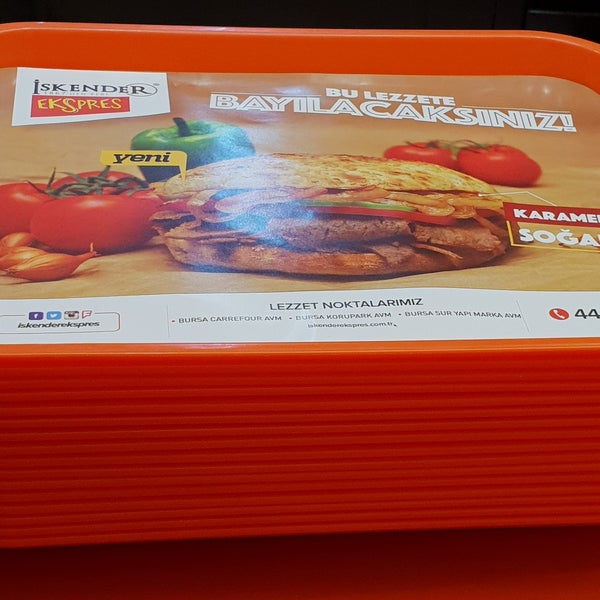 İSKENDER
EKSPRES
BU LEZZETE
BAYILACAKSINIZ!
yeni
KARAMEL
SOĞA
LEZZET NOKTALARIMIZ
• BURSA CARREFOUR AVM • BURSA KORUPARK AVM • BURSA SUR YAPI MARKA AVM
iskenderekspres.com.tr
iskenderekspres
44